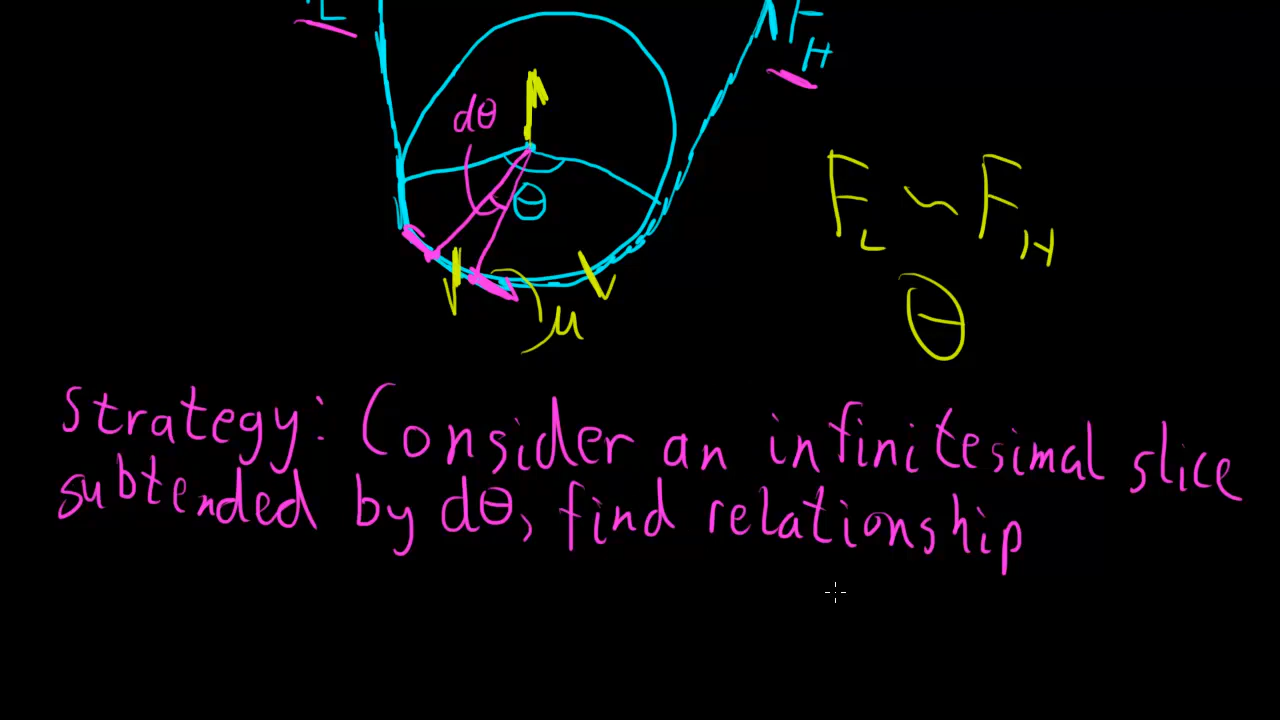 L
F
H
dθ
θ
F_L ~ F_H
θ
μ
Strategy: Consider an infinitesimal slice
subtended by dθ, find relationship